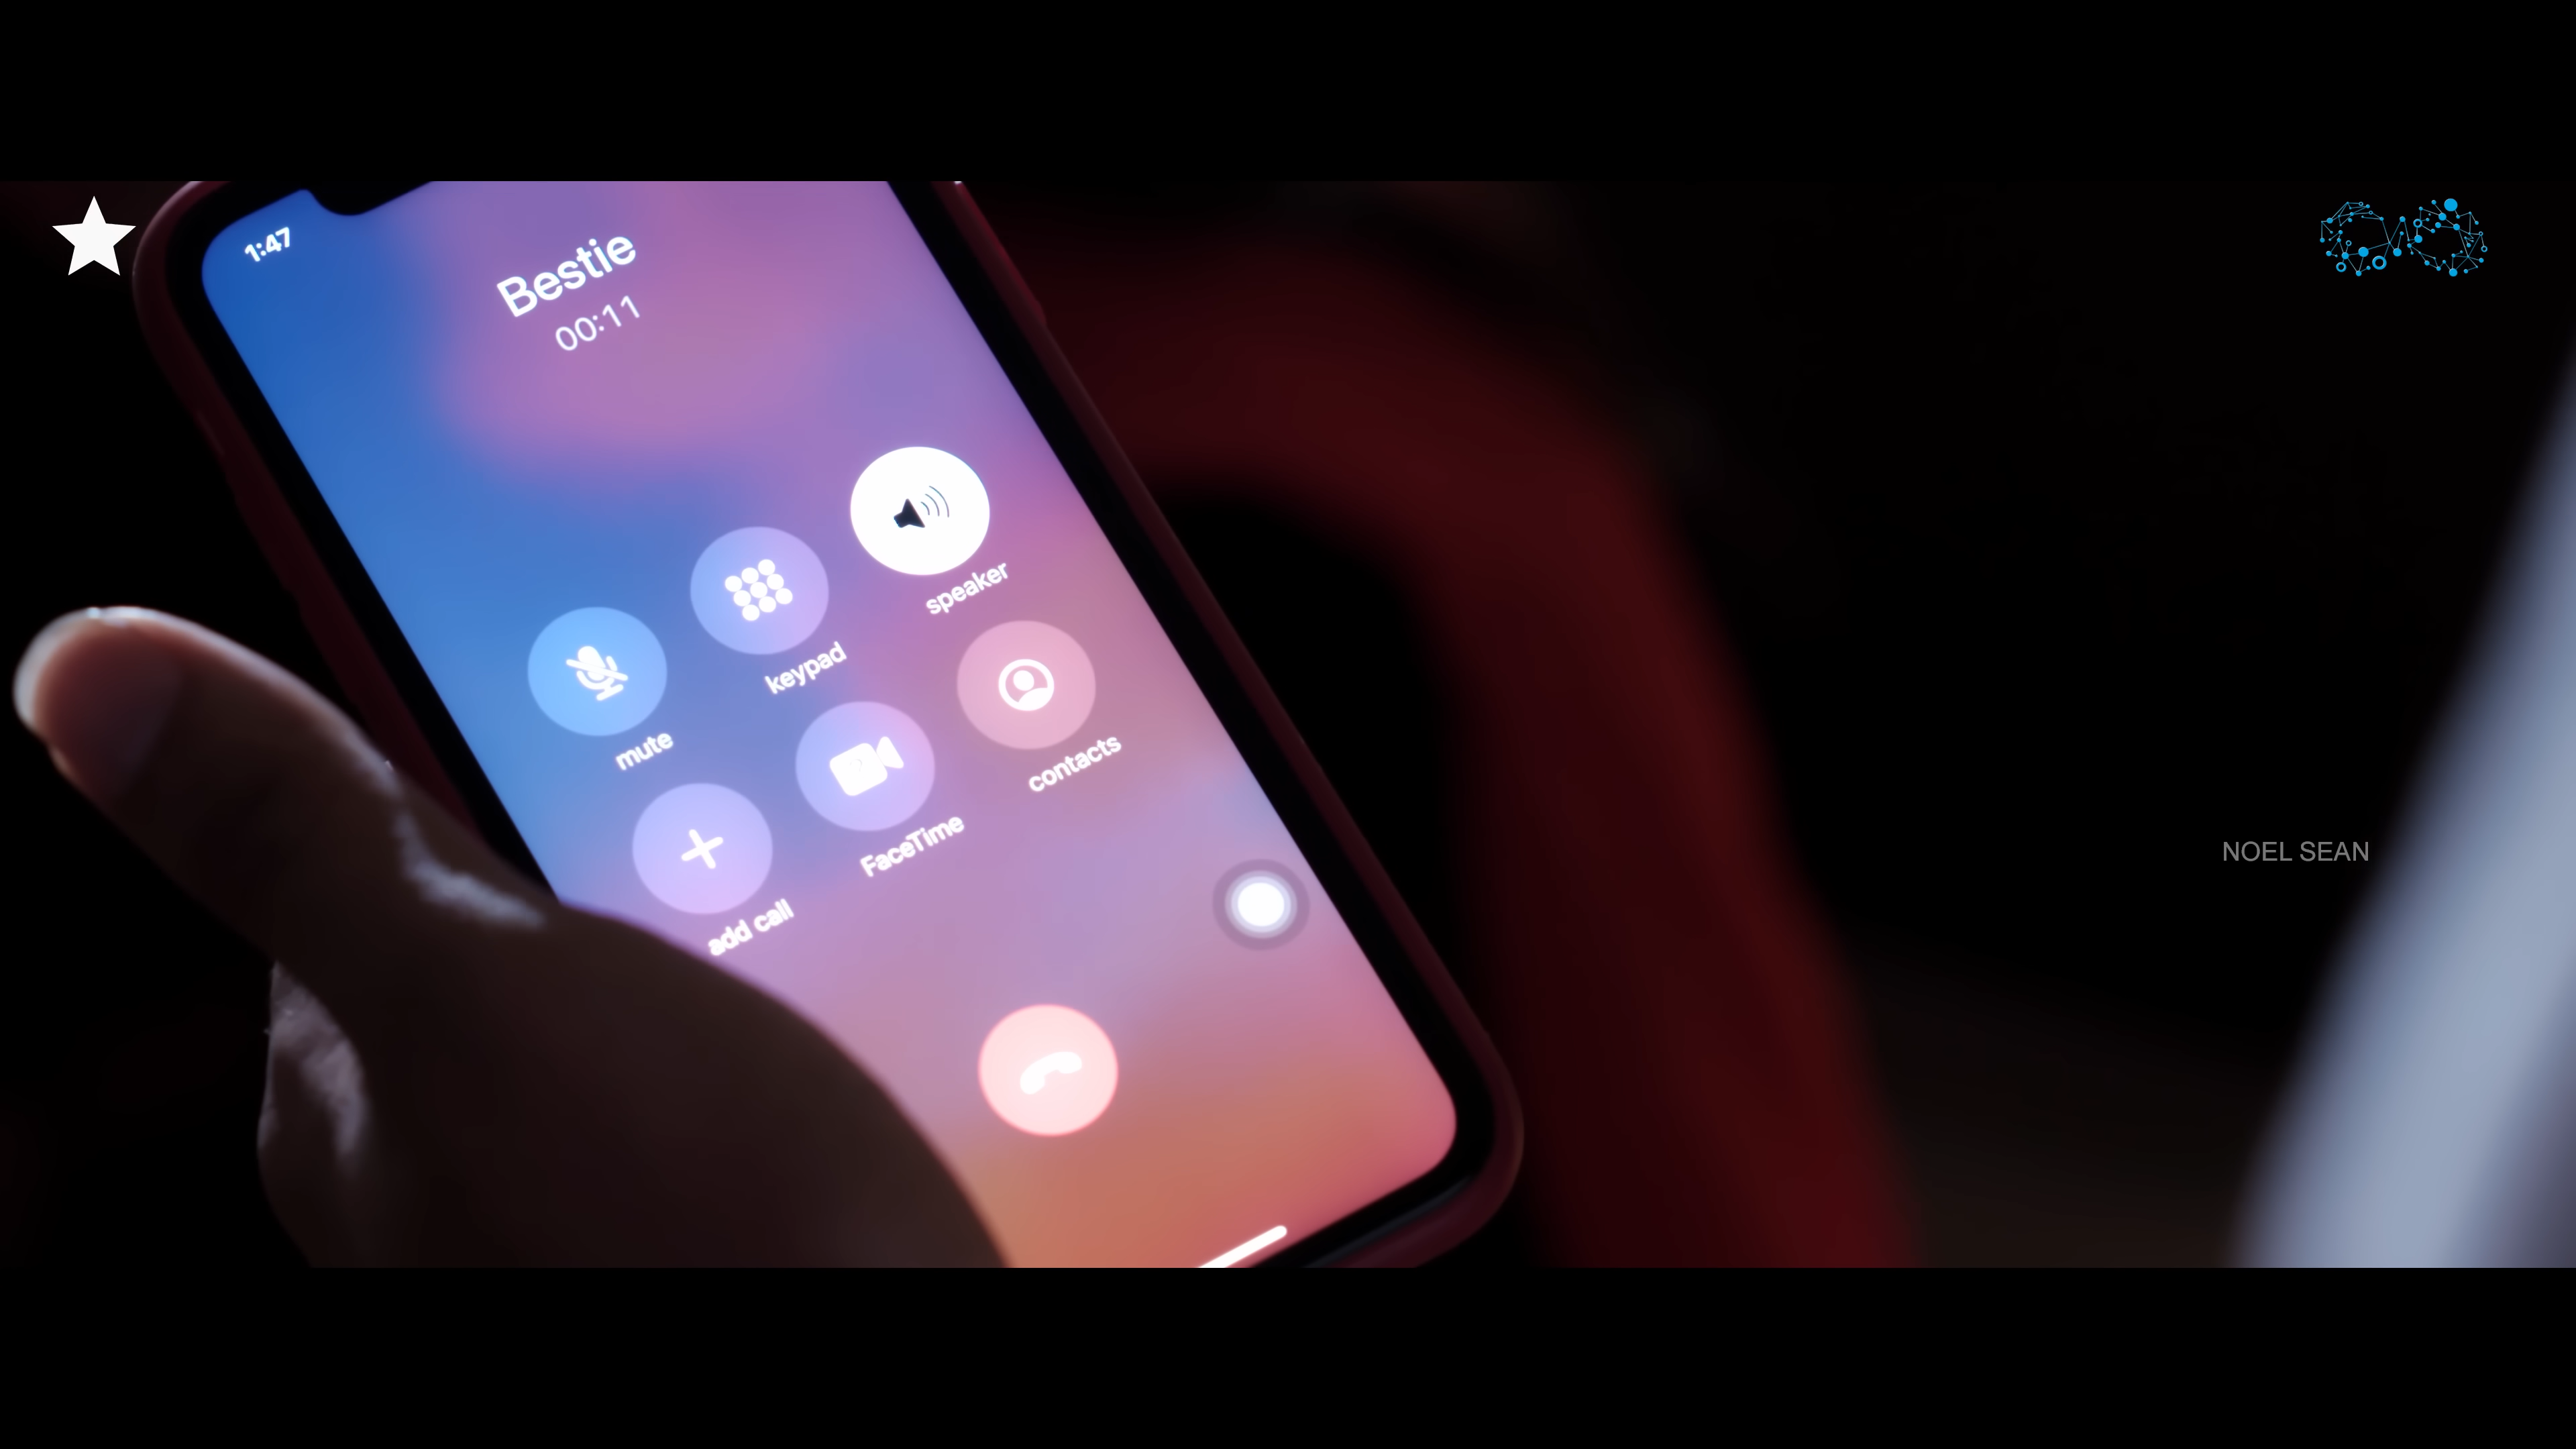 1:47
Bestie
00:11
speaker
keypad
mute
contacts
FaceTime
add call
NOEL SEAN